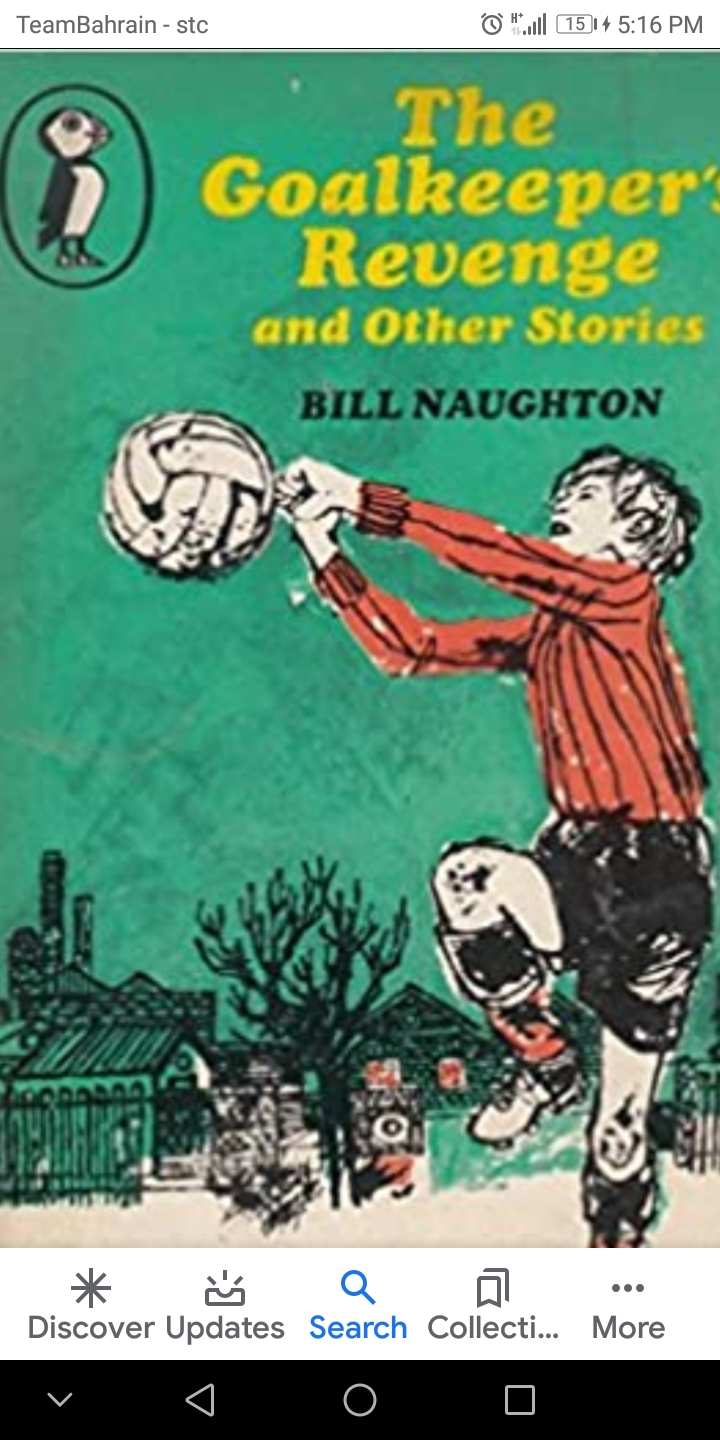 TeamBahrain - stc
H+
15
5:16 PM
The
Goalkeeper's
Revenge
and Other Stories
BILL NAUGHTON
Discover
Updates
Search
Collecti...
More